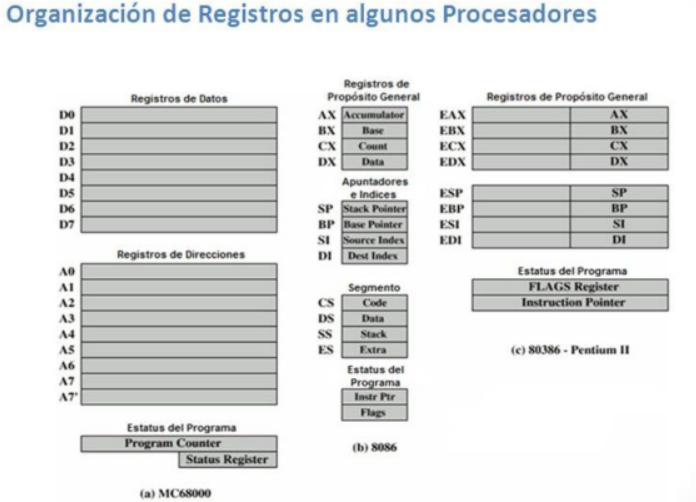 Organización de Registros en algunos Procesadores
Registros de Datos
D0
D1
D2
D3
D4
D5
D6
D7
Registros de Direcciones
A0
A1
A2
A3
A4
A5
A6
A7
A7'
Estatus del Programa
Program Counter
Status Register
(a) MC68000
Registros de
Propósito General
AX Accumulator
BX Base
CX Count
DX Data
Apuntadores
e Indices
SP Stack Pointer
BP Base Pointer
SI Source Index
DI Dest Index
Segmento
CS Code
DS Data
SS Stack
ES Extra
Estatus del
Programa
Instr Ptr
Flags
(b) 8086
Registros de Propósito General
EAX AX
EBX BX
ECX CX
EDX DX
ESP SP
EBP BP
ESI SI
EDI DI
Estatus del Programa
FLAGS Register
Instruction Pointer
(c) 80386 - Pentium II